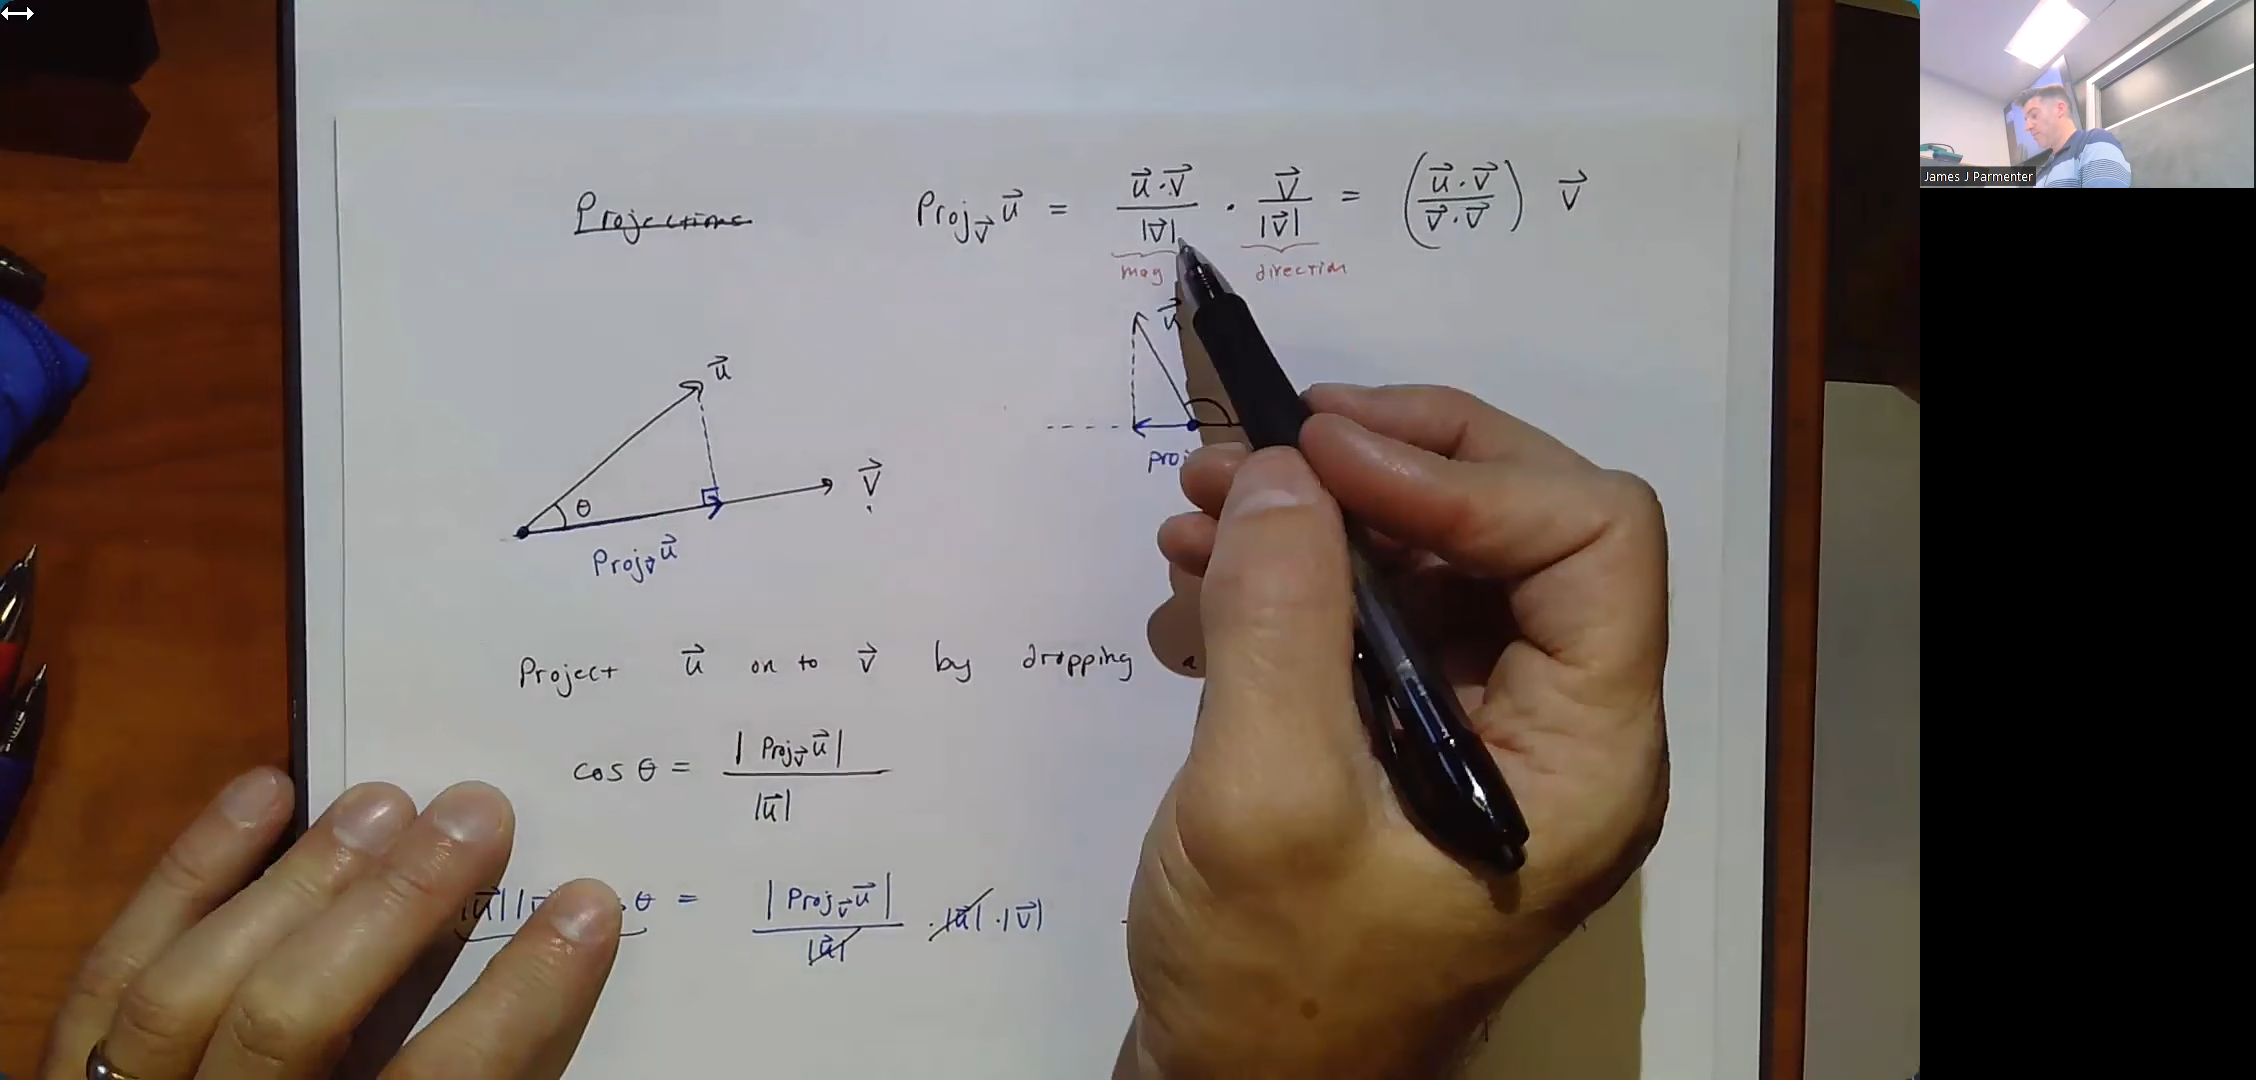 Projections
Proj_v⃗ u⃗ = u⃗·v⃗ / |v⃗| · v⃗ / |v⃗| = (u⃗·v⃗ / v⃗·v⃗) v⃗
mag direction
u⃗
u⃗
θ
v⃗
Proj_v⃗ u⃗
Project u⃗ on to v⃗ by dropping a
cos θ = |Proj_v⃗ u⃗| / |u⃗|
θ = |Proj_v⃗ u⃗| / |u⃗| · |u⃗| · |v⃗|
James J Parmenter